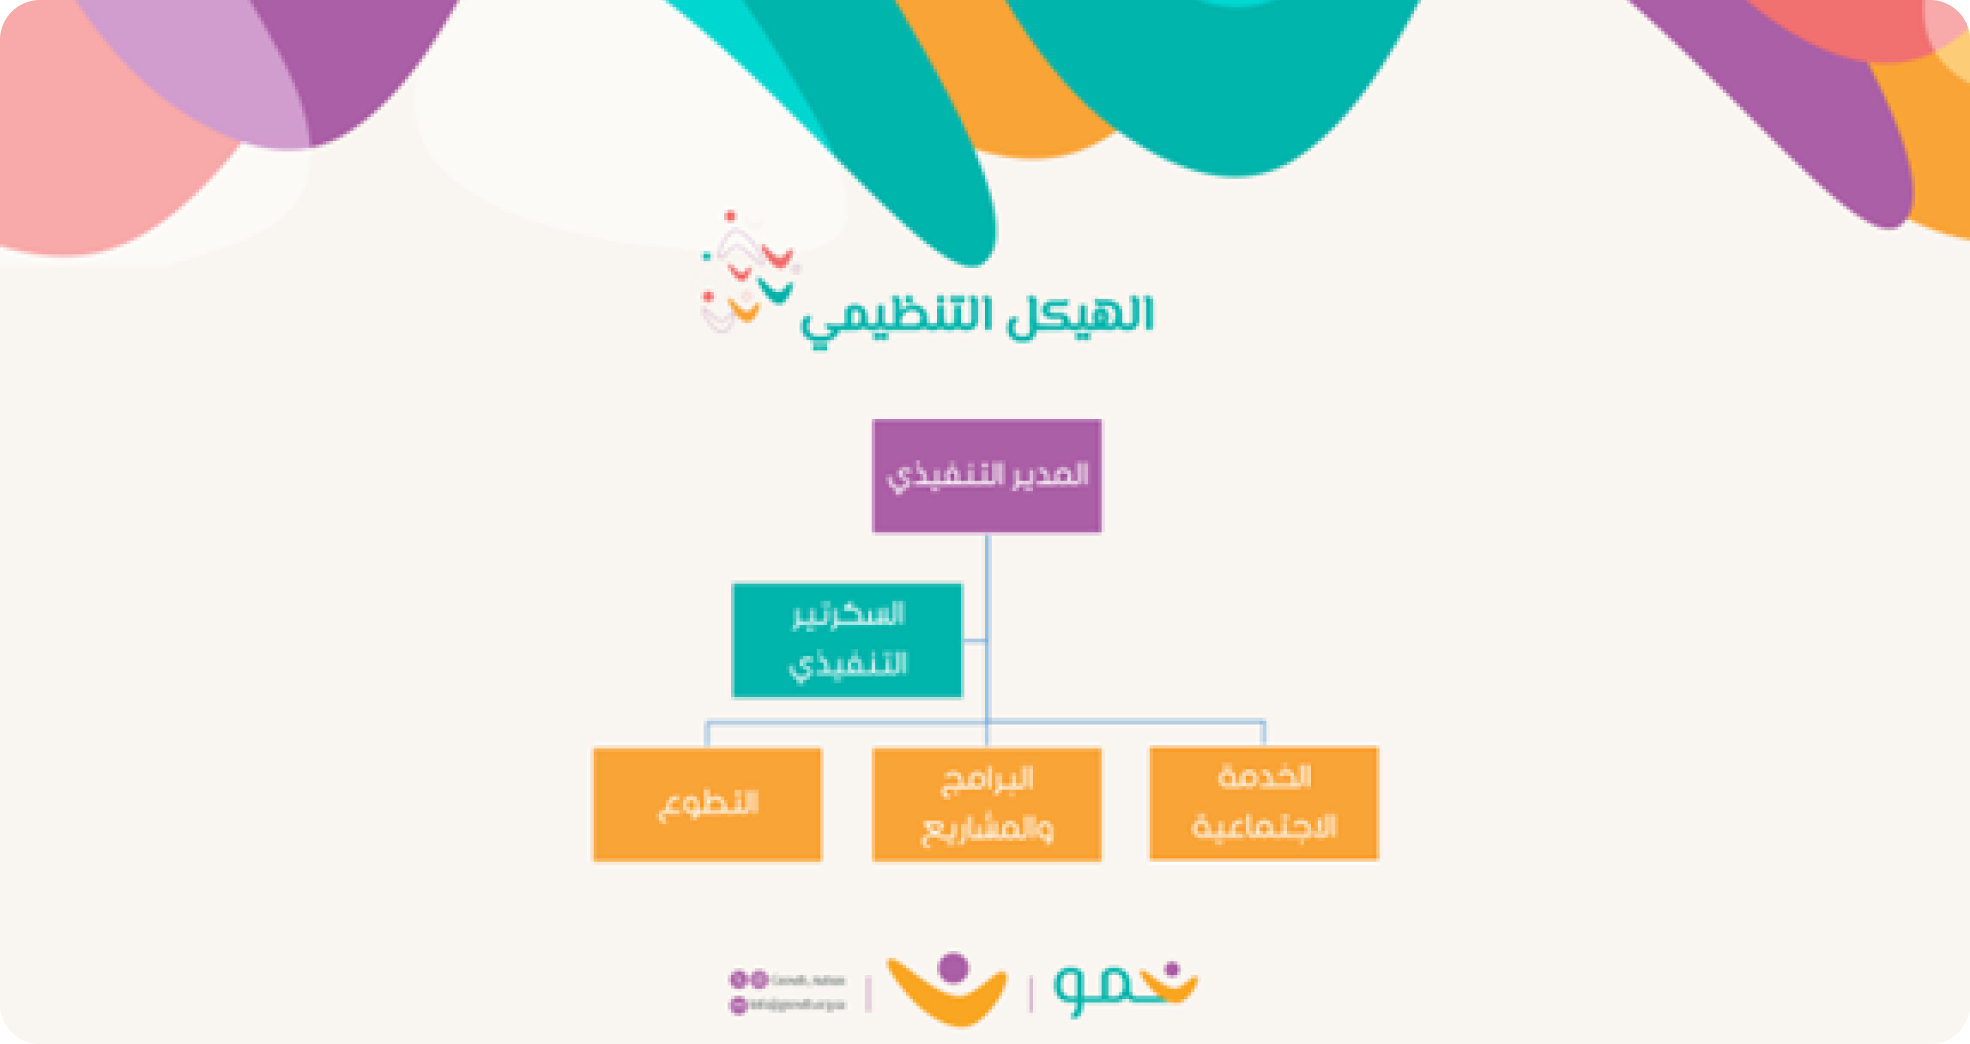 الهيكل التنظيمي
المدير التنفيذي
السكرتير
التنفيذي
الخدمة
الاجتماعية
البرامج
والمشاريع
التطوع
نمو